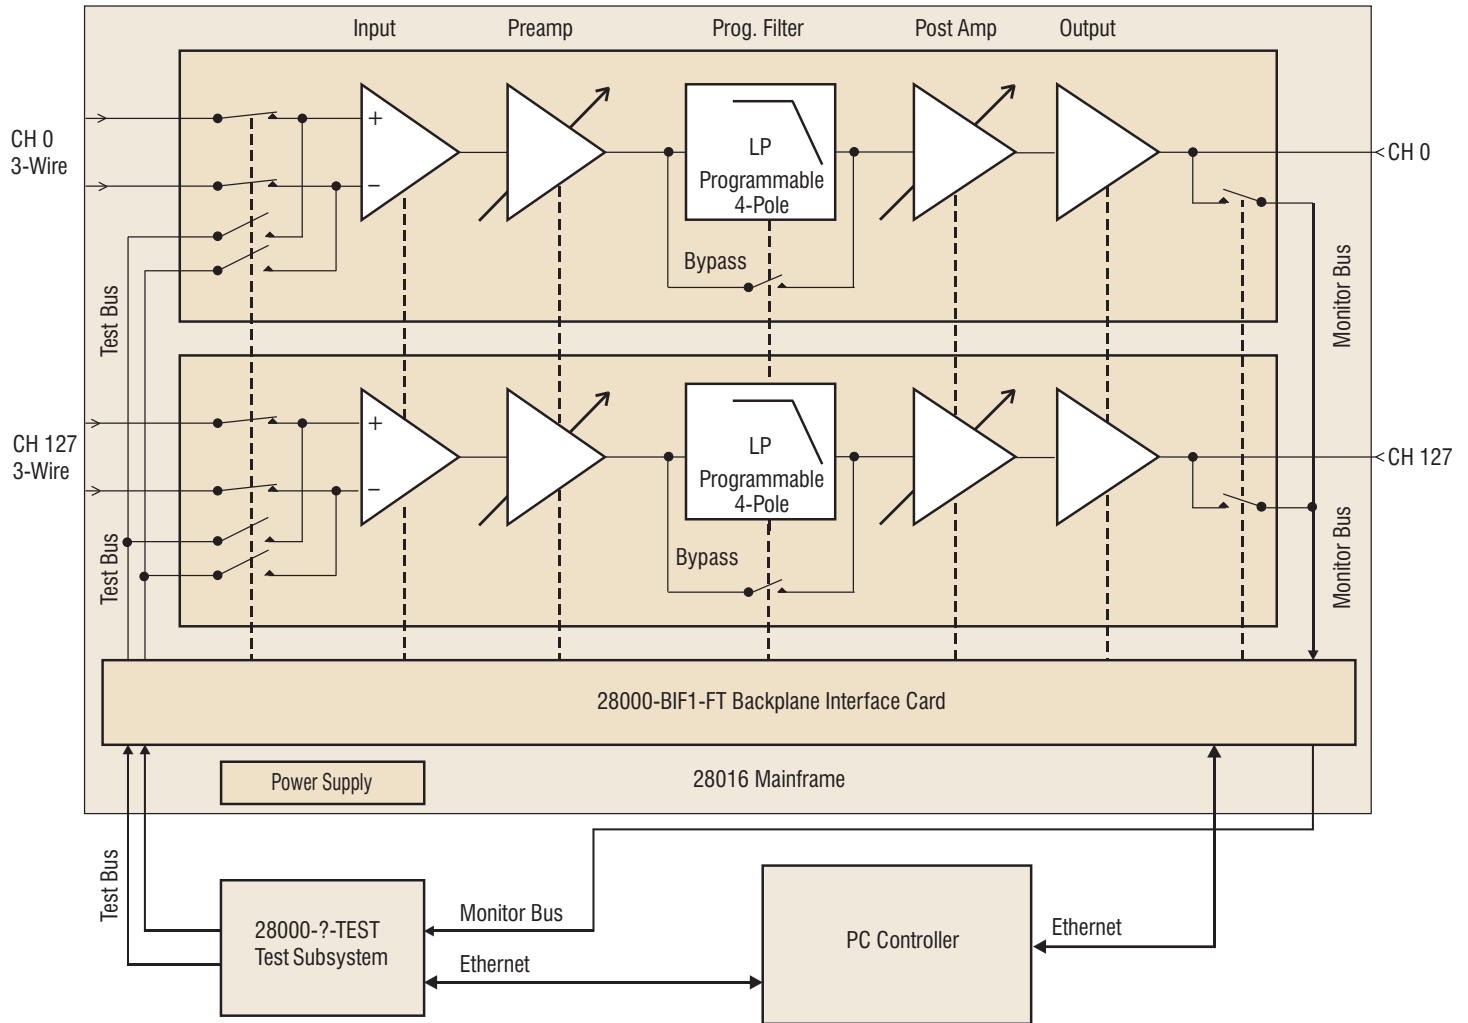 Input
Preamp
Prog. Filter
Post Amp
Output
CH 0
3-Wire
+
−
LP
Programmable
4-Pole
Bypass
CH 0
Test Bus
Monitor Bus
CH 127
3-Wire
+
−
LP
Programmable
4-Pole
Bypass
CH 127
Test Bus
Monitor Bus
28000-BIF1-FT Backplane Interface Card
Power Supply
28016 Mainframe
Test Bus
28000-?-TEST
Test Subsystem
Monitor Bus
Ethernet
PC Controller
Ethernet